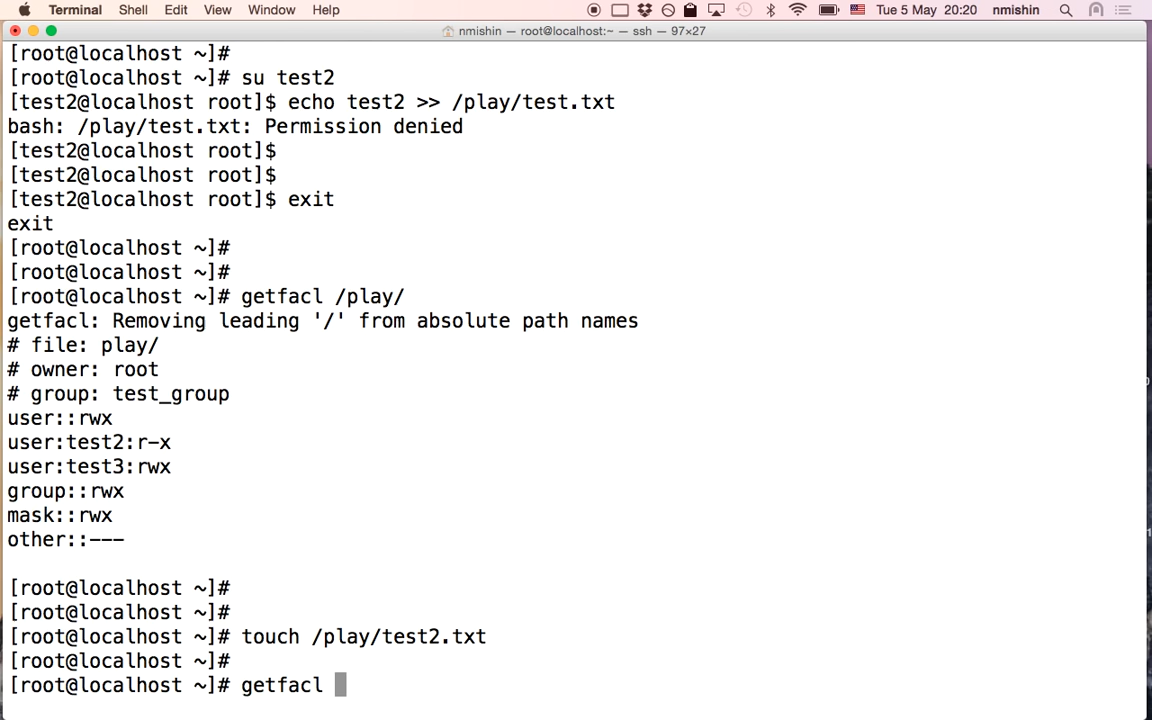 Terminal Shell Edit View Window Help Tue 5 May 20:20 nmishin
nmishin — root@localhost:~ — ssh — 97×27
[root@localhost ~]#
[root@localhost ~]# su test2
[test2@localhost root]$ echo test2 >> /play/test.txt
bash: /play/test.txt: Permission denied
[test2@localhost root]$
[test2@localhost root]$
[test2@localhost root]$ exit
exit
[root@localhost ~]#
[root@localhost ~]#
[root@localhost ~]# getfacl /play/
getfacl: Removing leading '/' from absolute path names
# file: play/
# owner: root
# group: test_group
user::rwx
user:test2:r-x
user:test3:rwx
group::rwx
mask::rwx
other::---
[root@localhost ~]#
[root@localhost ~]#
[root@localhost ~]# touch /play/test2.txt
[root@localhost ~]#
[root@localhost ~]# getfacl